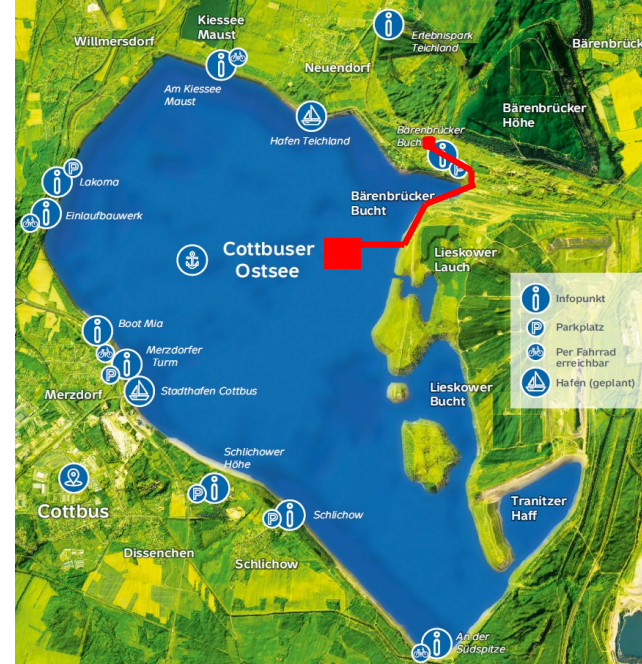 Kiessee
Maust
Willmersdorf
Erlebnispark
Teichland
Bärenbrück
Neuendorf
Am Kiessee
Maust
Bärenbrücker
Höhe
Hafen Teichland
Bärenbrücker
P
P
Lakoma
Bärenbrücker
Bucht
Einlaufbauwerk
Cottbuser
Ostsee
Lieskower
Lauch
Infopunkt
P
Parkplatz
Boot Mia
Per Fahrrad
erreichbar
Merzdorfer
Turm
P
Hafen (geplant)
Merzdorf
Stadthafen Cottbus
Lieskower
Bucht
Schlichower
Höhe
P
Cottbus
P
Schlichow
Tranitzer
Haff
Dissenchen
Schlichow
An der
Südspitze